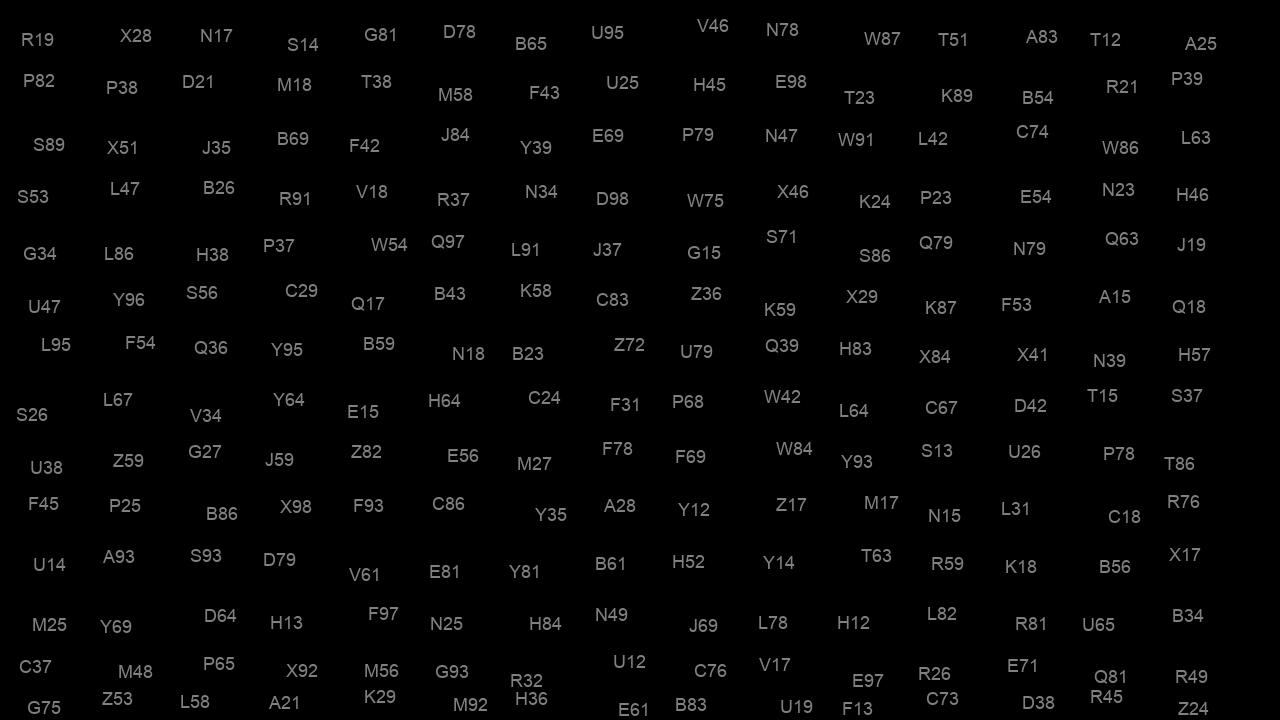 R19 X28 N17 S14 G81 D78 B65 U95 V46 N78 W87 T51 A83 T12 A25
P82 P38 D21 M18 T38 M58 F43 U25 H45 E98 T23 K89 B54 R21 P39
S89 X51 J35 B69 F42 J84 Y39 E69 P79 N47 W91 L42 C74 W86 L63
S53 L47 B26 R91 V18 R37 N34 D98 W75 X46 K24 P23 E54 N23 H46
G34 L86 H38 P37 W54 Q97 L91 J37 G15 S71 S86 Q79 N79 Q63 J19
U47 Y96 S56 C29 Q17 B43 K58 C83 Z36 K59 X29 K87 F53 A15 Q18
L95 F54 Q36 Y95 B59 N18 B23 Z72 U79 Q39 H83 X84 X41 N39 H57
S26 L67 V34 Y64 E15 H64 C24 F31 P68 W42 L64 C67 D42 T15 S37
U38 Z59 G27 J59 Z82 E56 M27 F78 F69 W84 Y93 S13 U26 P78 T86
F45 P25 B86 X98 F93 C86 Y35 A28 Y12 Z17 M17 N15 L31 C18 R76
U14 A93 S93 D79 V61 E81 Y81 B61 H52 Y14 T63 R59 K18 B56 X17
M25 Y69 D64 H13 F97 N25 H84 N49 J69 L78 H12 L82 R81 U65 B34
C37 M48 P65 X92 M56 G93 R32 U12 C76 V17 E97 R26 E71 Q81 R49
G75 Z53 L58 A21 K29 M92 H36 E61 B83 U19 F13 C73 D38 R45 Z24